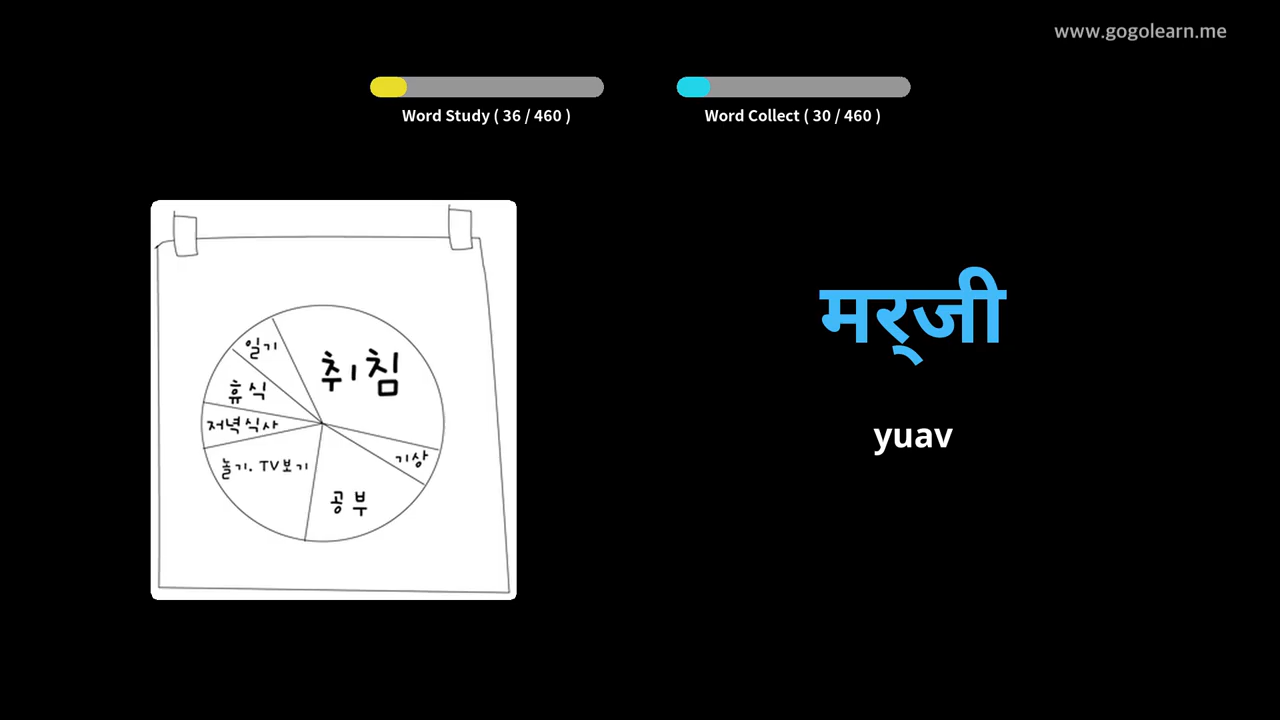 www.gogolearn.me
Word Study ( 36 / 460 )
Word Collect ( 30 / 460 )
일기
취침
휴식
저녁식사
놀기. TV보기
기상
공부
मर्‌जी
yuav